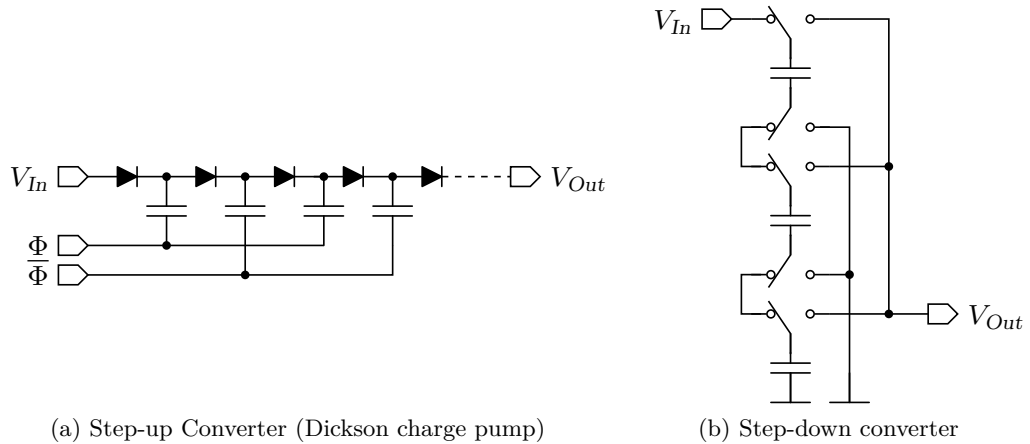 V_In
V_In
V_Out
Φ
Φ̅
V_Out
(a) Step-up Converter (Dickson charge pump)
(b) Step-down converter